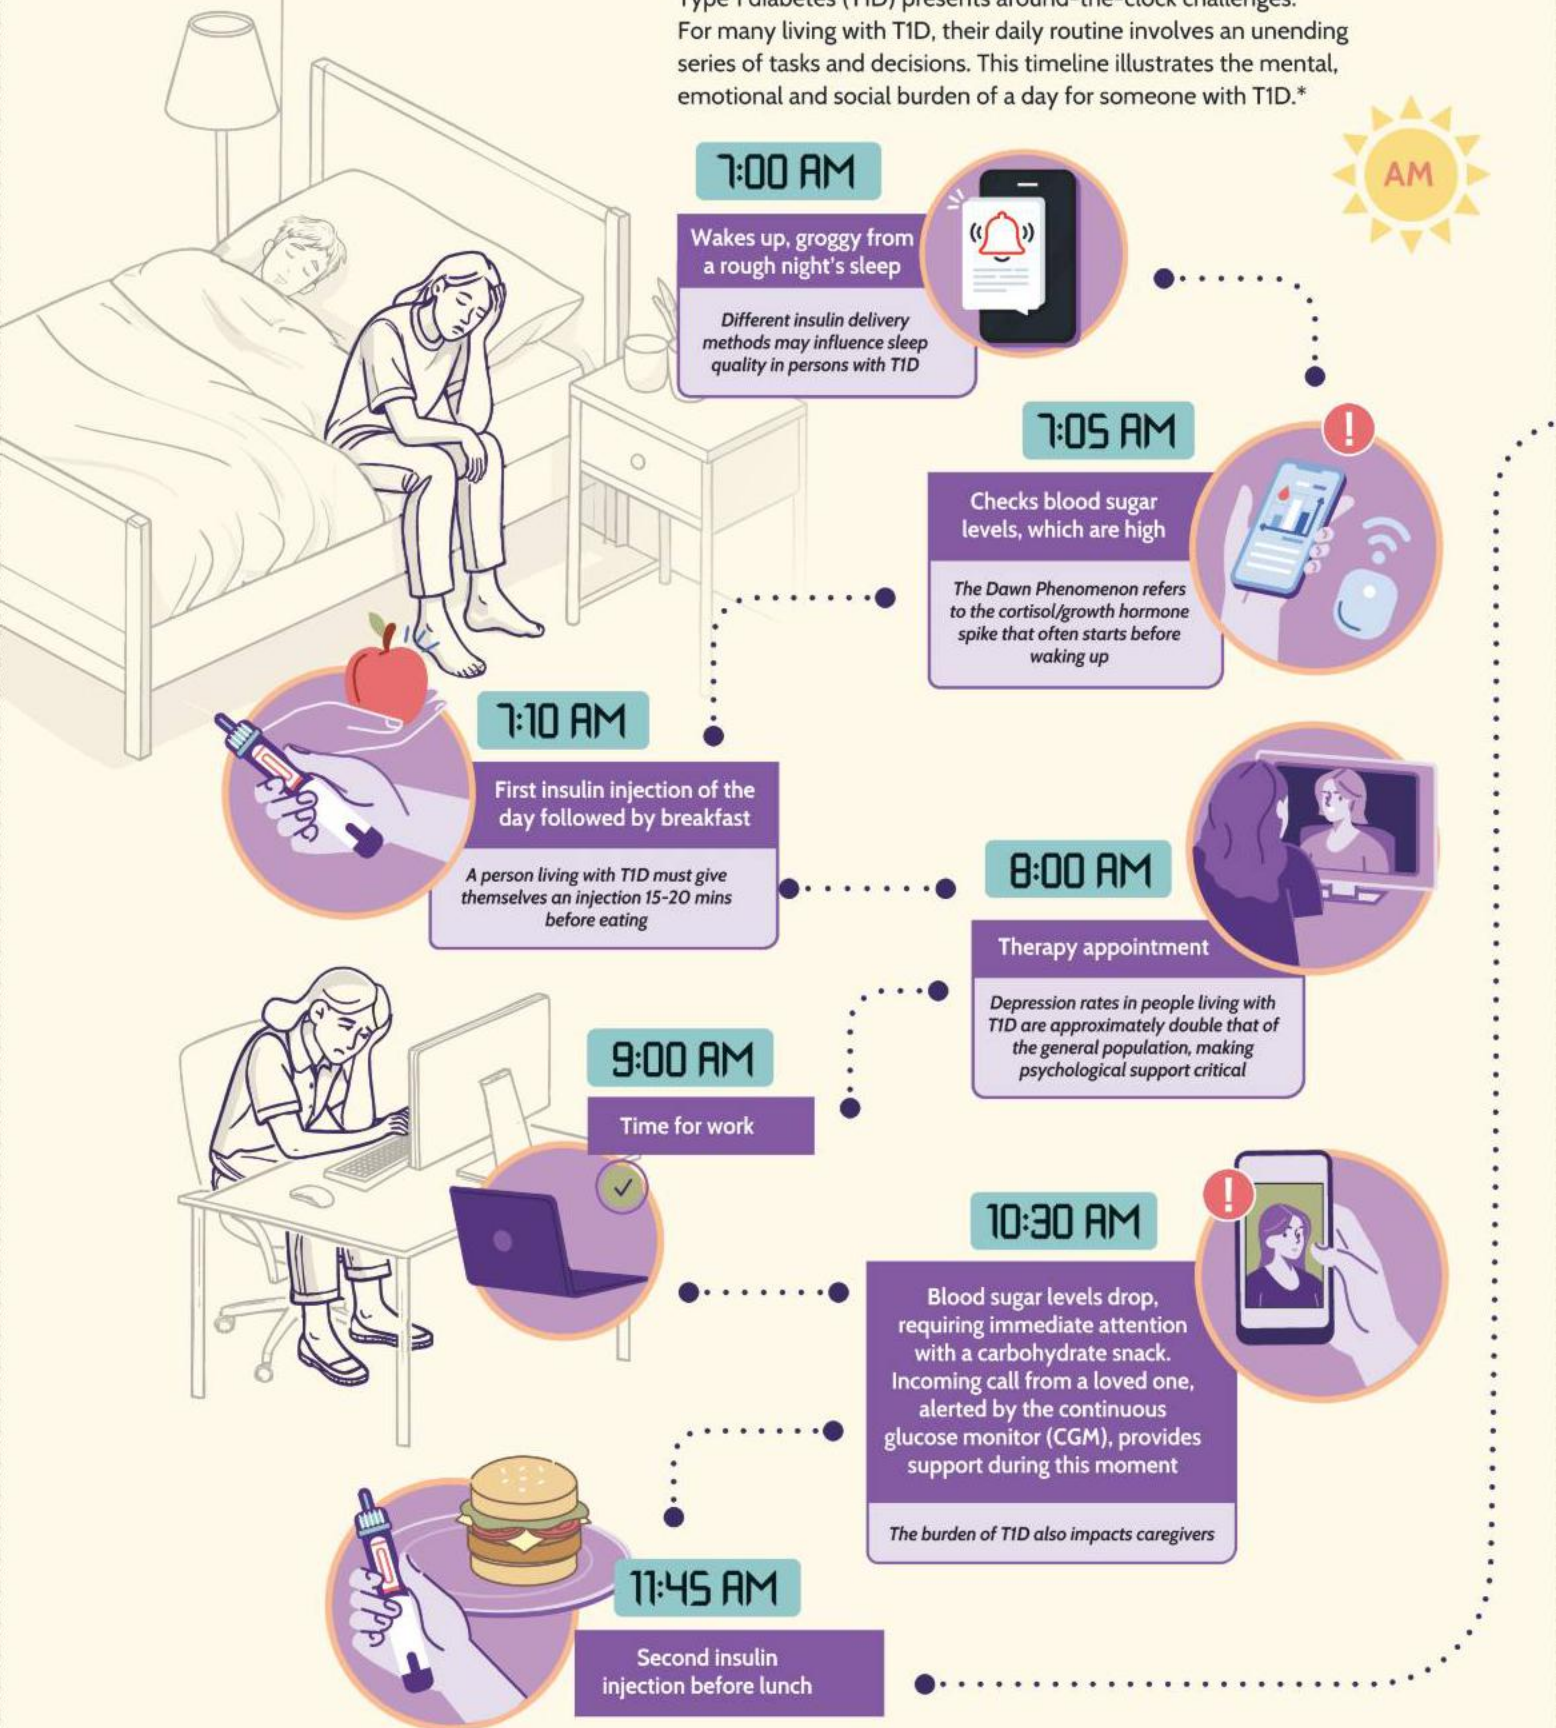 Type 1 diabetes (T1D) presents around-the-clock challenges.
For many living with T1D, their daily routine involves an unending
series of tasks and decisions. This timeline illustrates the mental,
emotional and social burden of a day for someone with T1D.*
AM
7:00 AM
Wakes up, groggy from
a rough night's sleep
Different insulin delivery
methods may influence sleep
quality in persons with T1D
7:05 AM
!
Checks blood sugar
levels, which are high
The Dawn Phenomenon refers
to the cortisol/growth hormone
spike that often starts before
waking up
7:10 AM
First insulin injection of the
day followed by breakfast
A person living with T1D must give
themselves an injection 15-20 mins
before eating
8:00 AM
Therapy appointment
Depression rates in people living with
T1D are approximately double that of
the general population, making
psychological support critical
9:00 AM
Time for work
10:30 AM
!
Blood sugar levels drop,
requiring immediate attention
with a carbohydrate snack.
Incoming call from a loved one,
alerted by the continuous
glucose monitor (CGM), provides
support during this moment
The burden of T1D also impacts caregivers
11:45 AM
Second insulin
injection before lunch